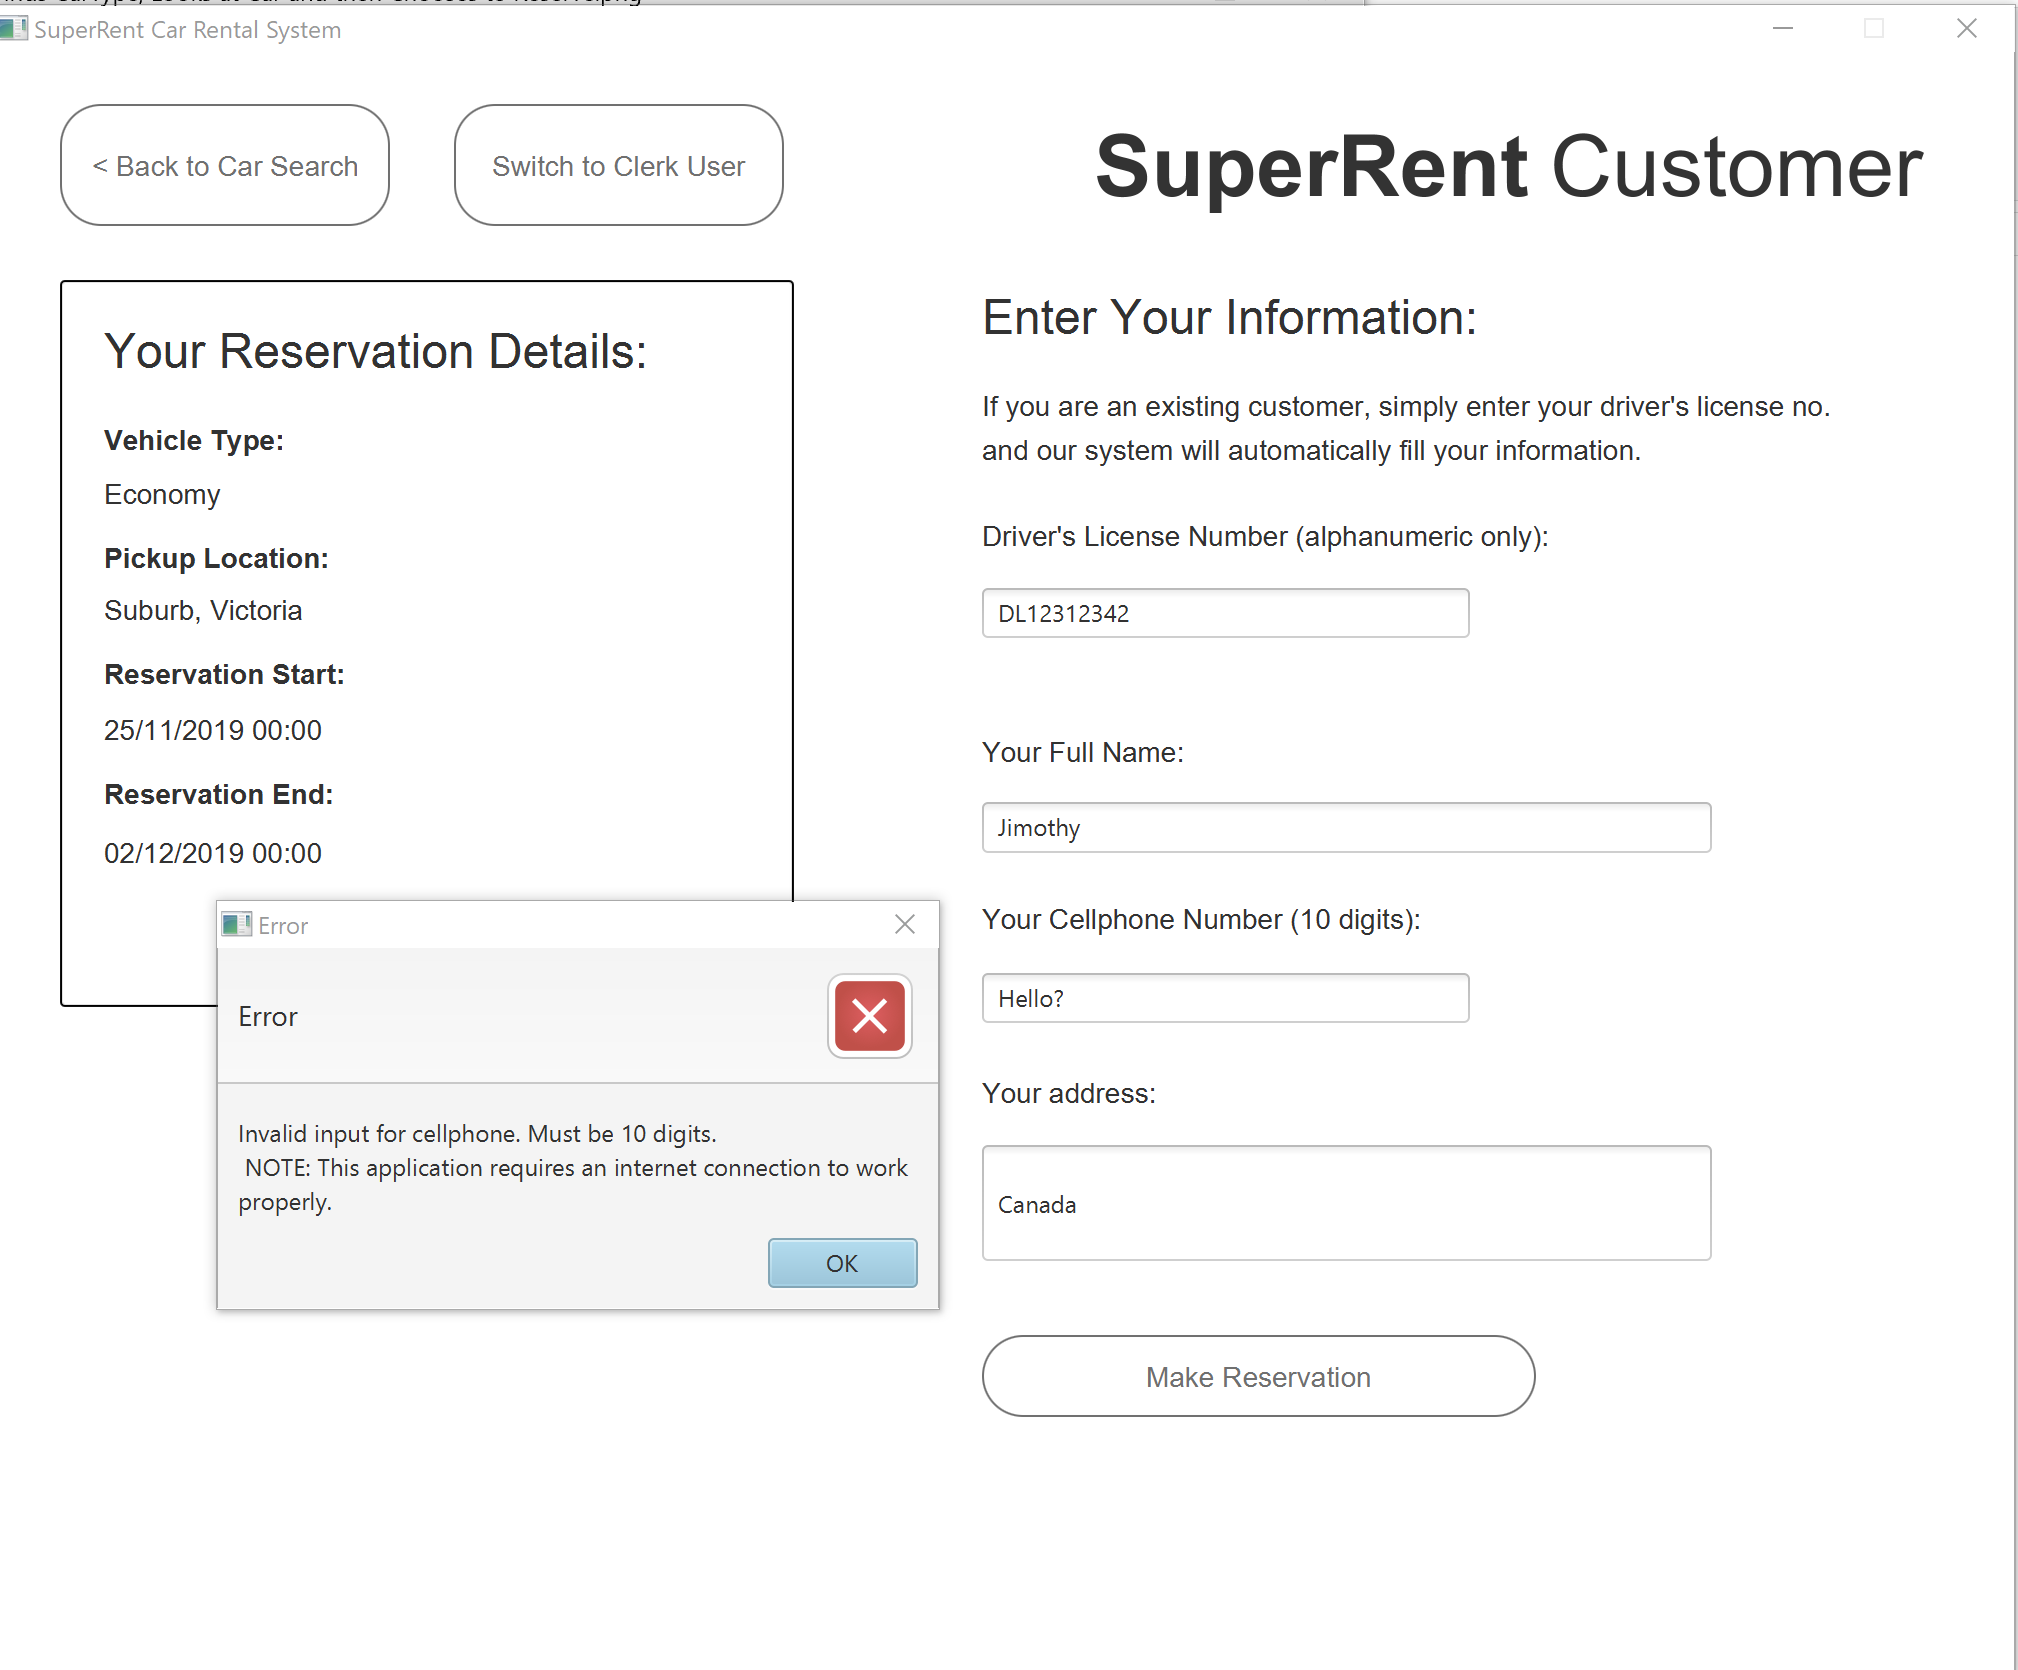 SuperRent Car Rental System
< Back to Car Search
Switch to Clerk User
SuperRent Customer
Your Reservation Details:
Vehicle Type:
Economy
Pickup Location:
Suburb, Victoria
Reservation Start:
25/11/2019 00:00
Reservation End:
02/12/2019 00:00
Enter Your Information:
If you are an existing customer, simply enter your driver's license no.
and our system will automatically fill your information.
Driver's License Number (alphanumeric only):
DL12312342
Your Full Name:
Jimothy
Your Cellphone Number (10 digits):
Hello?
Your address:
Canada
Make Reservation
Error
Error
Invalid input for cellphone. Must be 10 digits.
NOTE: This application requires an internet connection to work
properly.
OK